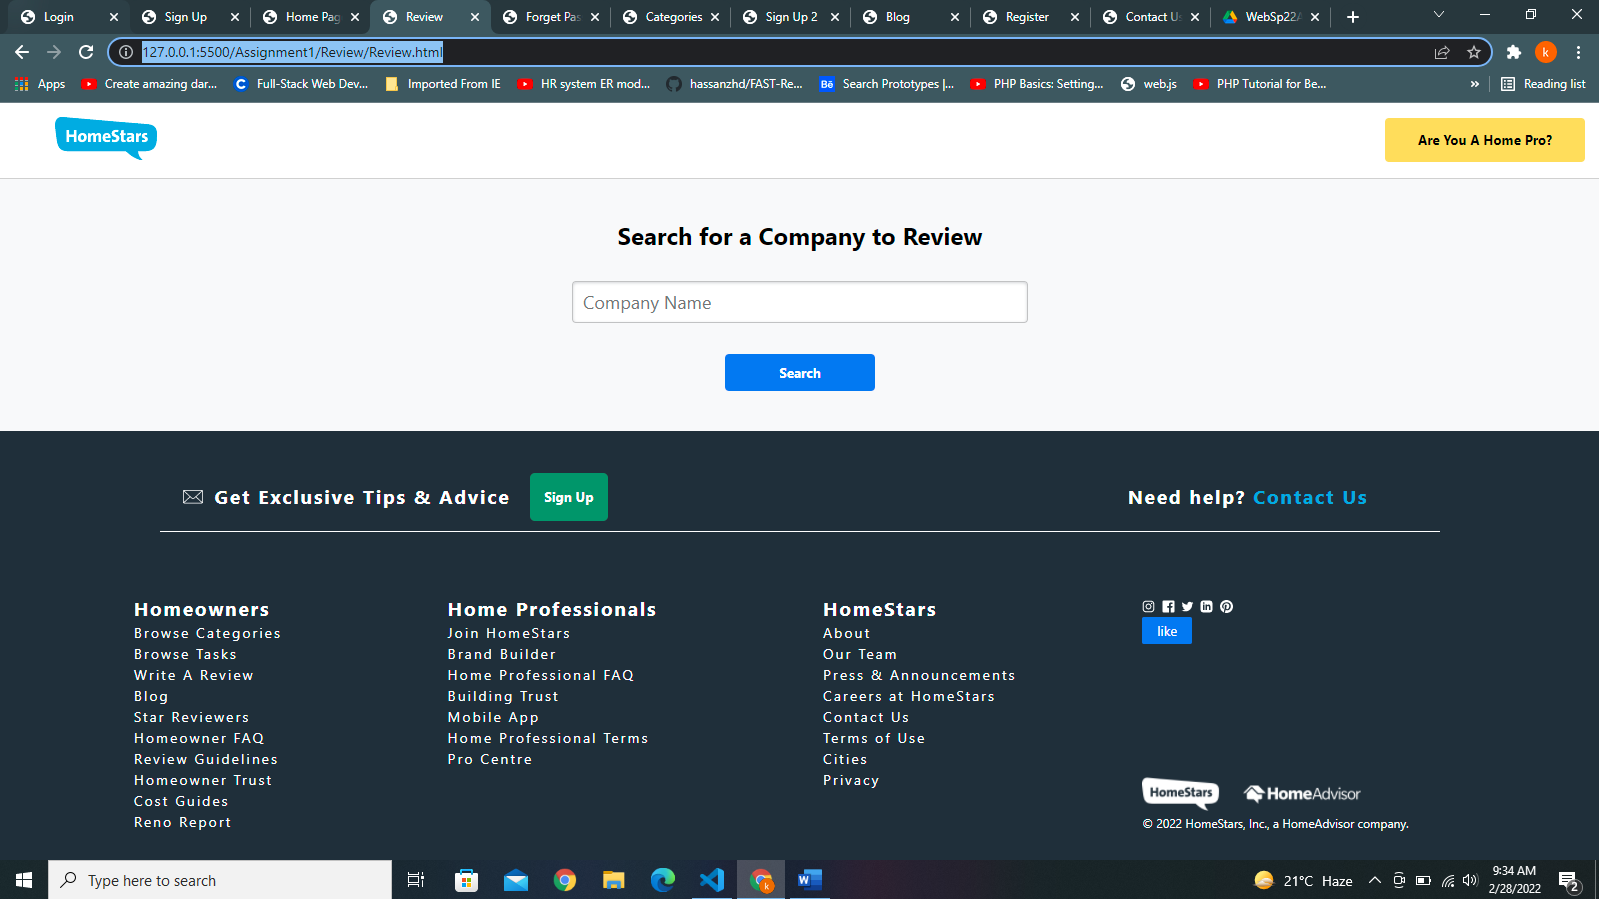 Login
Sign Up
Home Pag
Review
Forget Pas
Categories
Sign Up 2
Blog
Register
Contact Us
WebSp22A
127.0.0.1:5500/Assignment1/Review/Review.html
k
Apps
Create amazing dar...
Full-Stack Web Dev...
Imported From IE
HR system ER mod...
hassanzhd/FAST-Re...
Bē Search Prototypes |...
PHP Basics: Setting...
web.js
PHP Tutorial for Be...
»
Reading list
HomeStars
Are You A Home Pro?
Search for a Company to Review
Company Name
Search
Get Exclusive Tips & Advice
Sign Up
Need help? Contact Us
Homeowners
Browse Categories
Browse Tasks
Write A Review
Blog
Star Reviewers
Homeowner FAQ
Review Guidelines
Homeowner Trust
Cost Guides
Reno Report
Home Professionals
Join HomeStars
Brand Builder
Home Professional FAQ
Building Trust
Mobile App
Home Professional Terms
Pro Centre
HomeStars
About
Our Team
Press & Announcements
Careers at HomeStars
Contact Us
Terms of Use
Cities
Privacy
like
HomeStars
HomeAdvisor
© 2022 HomeStars, Inc., a HomeAdvisor company.
Type here to search
21°C Haze
9:34 AM
2/28/2022
2